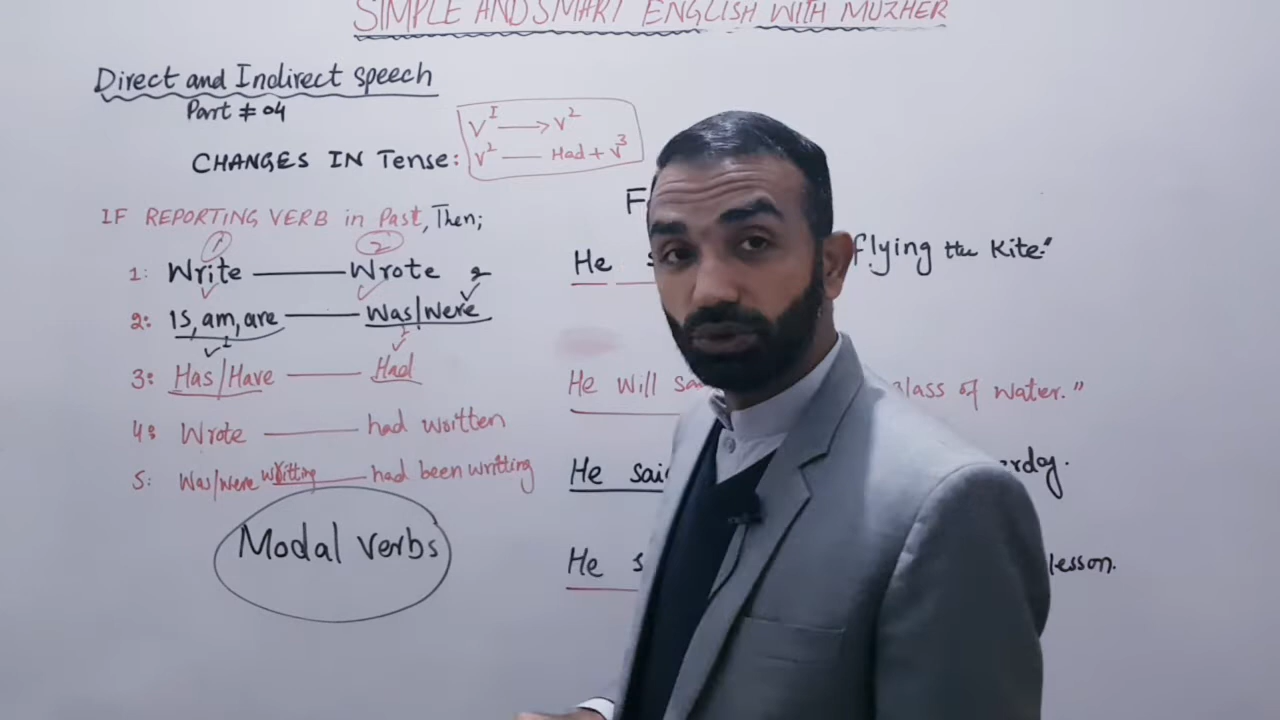 SIMPLE AND SMART ENGLISH WITH MUZHER
Direct and Indirect speech
Part # 04
CHANGES IN Tense:
V¹ → V²
V² — Had + V³
IF REPORTING VERB in Past, Then;
① ②
1: Write — Wrote
2: Is, am, are — Was/Were
3: Has/Have — Had
4: Wrote — had written
5: Was/were writting — had been writting
Modal verbs
He flying the Kite."
He will of water."
He said
He lesson.